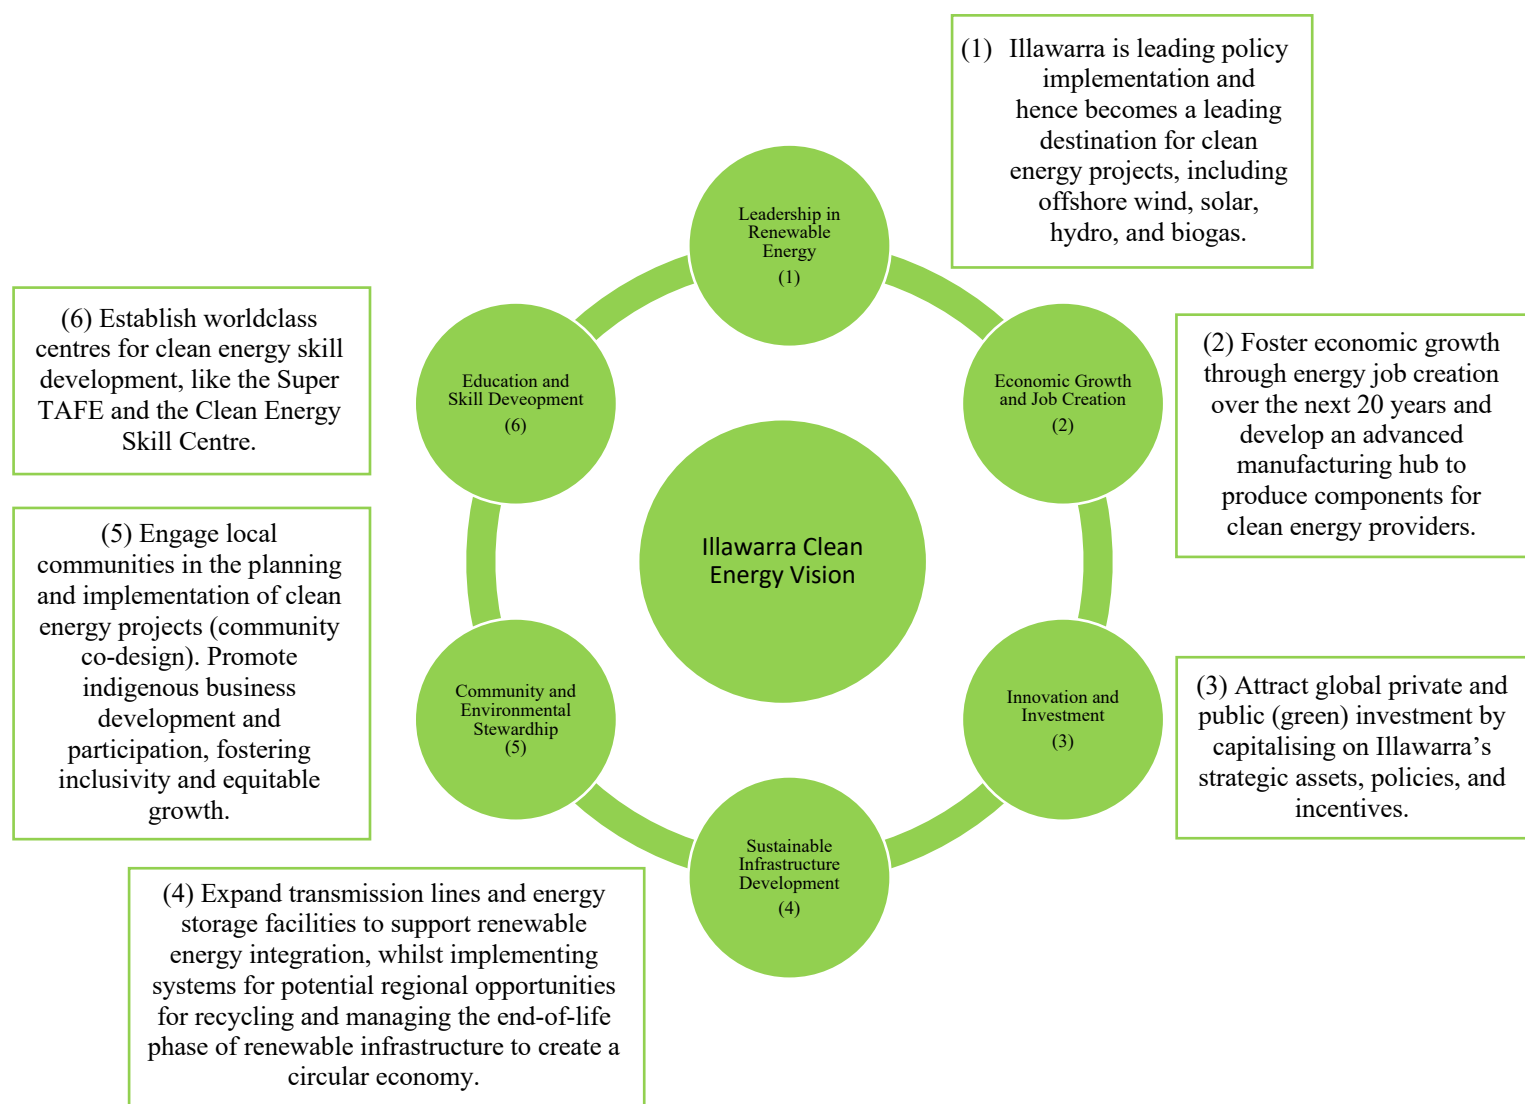 (1) Illawarra is leading policy
implementation and
hence becomes a leading
destination for clean
energy projects, including
offshore wind, solar,
hydro, and biogas.
Leadership in
Renewable
Energy
(1)
(6) Establish worldclass
centres for clean energy skill
development, like the Super
TAFE and the Clean Energy
Skill Centre.
Education and
Skill Deveopment
(6)
Economic Growth
and Job Creation
(2)
(2) Foster economic growth
through energy job creation
over the next 20 years and
develop an advanced
manufacturing hub to
produce components for
clean energy providers.
Illawarra Clean
Energy Vision
(5) Engage local
communities in the planning
and implementation of clean
energy projects (community
co-design). Promote
indigenous business
development and
participation, fostering
inclusivity and equitable
growth.
Community and
Environmental
Stewardhip
(5)
Innovation and
Investment
(3)
(3) Attract global private and
public (green) investment by
capitalising on Illawarra’s
strategic assets, policies, and
incentives.
Sustainable
Infrastructure
Development
(4)
(4) Expand transmission lines and energy
storage facilities to support renewable
energy integration, whilst implementing
systems for potential regional opportunities
for recycling and managing the end-of-life
phase of renewable infrastructure to create a
circular economy.